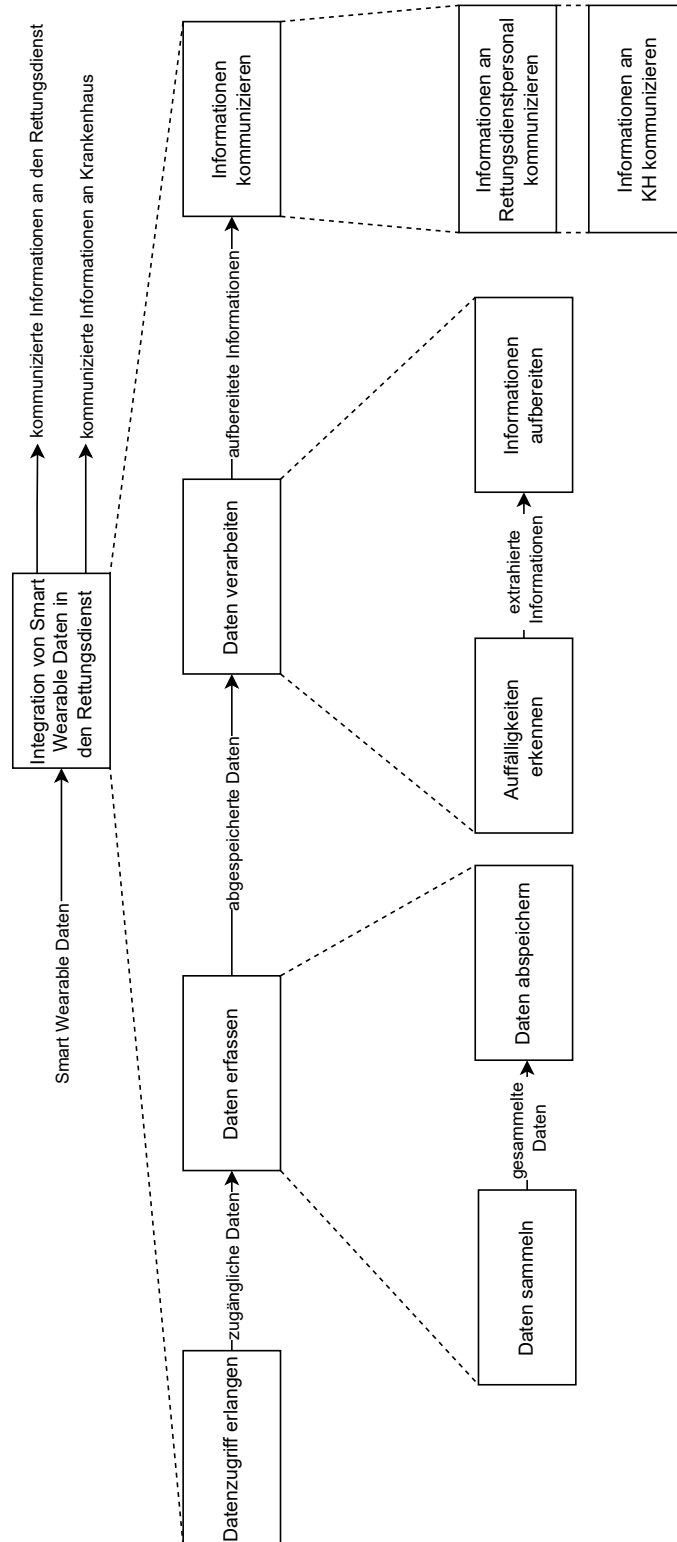 Smart Wearable Daten
Integration von Smart
Wearable Daten in
den Rettungsdienst
kommunizierte Informationen an den Rettungsdienst
kommunizierte Informationen an Krankenhaus
Datenzugriff erlangen
zugängliche Daten
Daten erfassen
abgespeicherte Daten
Daten verarbeiten
aufbereitete Informationen
Informationen
kommunizieren
Daten sammeln
gesammelte
Daten
Daten abspeichern
Auffälligkeiten
erkennen
extrahierte
Informationen
Informationen
aufbereiten
Informationen an
Rettungsdienstpersonal
kommunizieren
Informationen an
KH kommunizieren